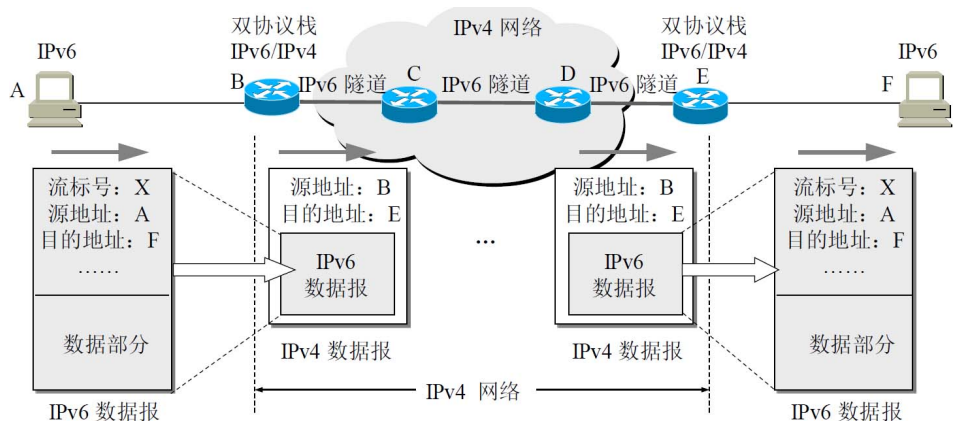 双协议栈
IPv4 网络
双协议栈
IPv6
IPv6/IPv4
IPv6/IPv4
IPv6
A
B
IPv6 隧道
C
IPv6 隧道
D
IPv6 隧道
E
F
流标号：X
源地址：A
目的地址：F
……
数据部分
IPv6 数据报
源地址：B
目的地址：E
IPv6
数据报
IPv4 数据报
…
源地址：B
目的地址：E
IPv6
数据报
IPv4 数据报
流标号：X
源地址：A
目的地址：F
……
数据部分
IPv6 数据报
IPv4 网络